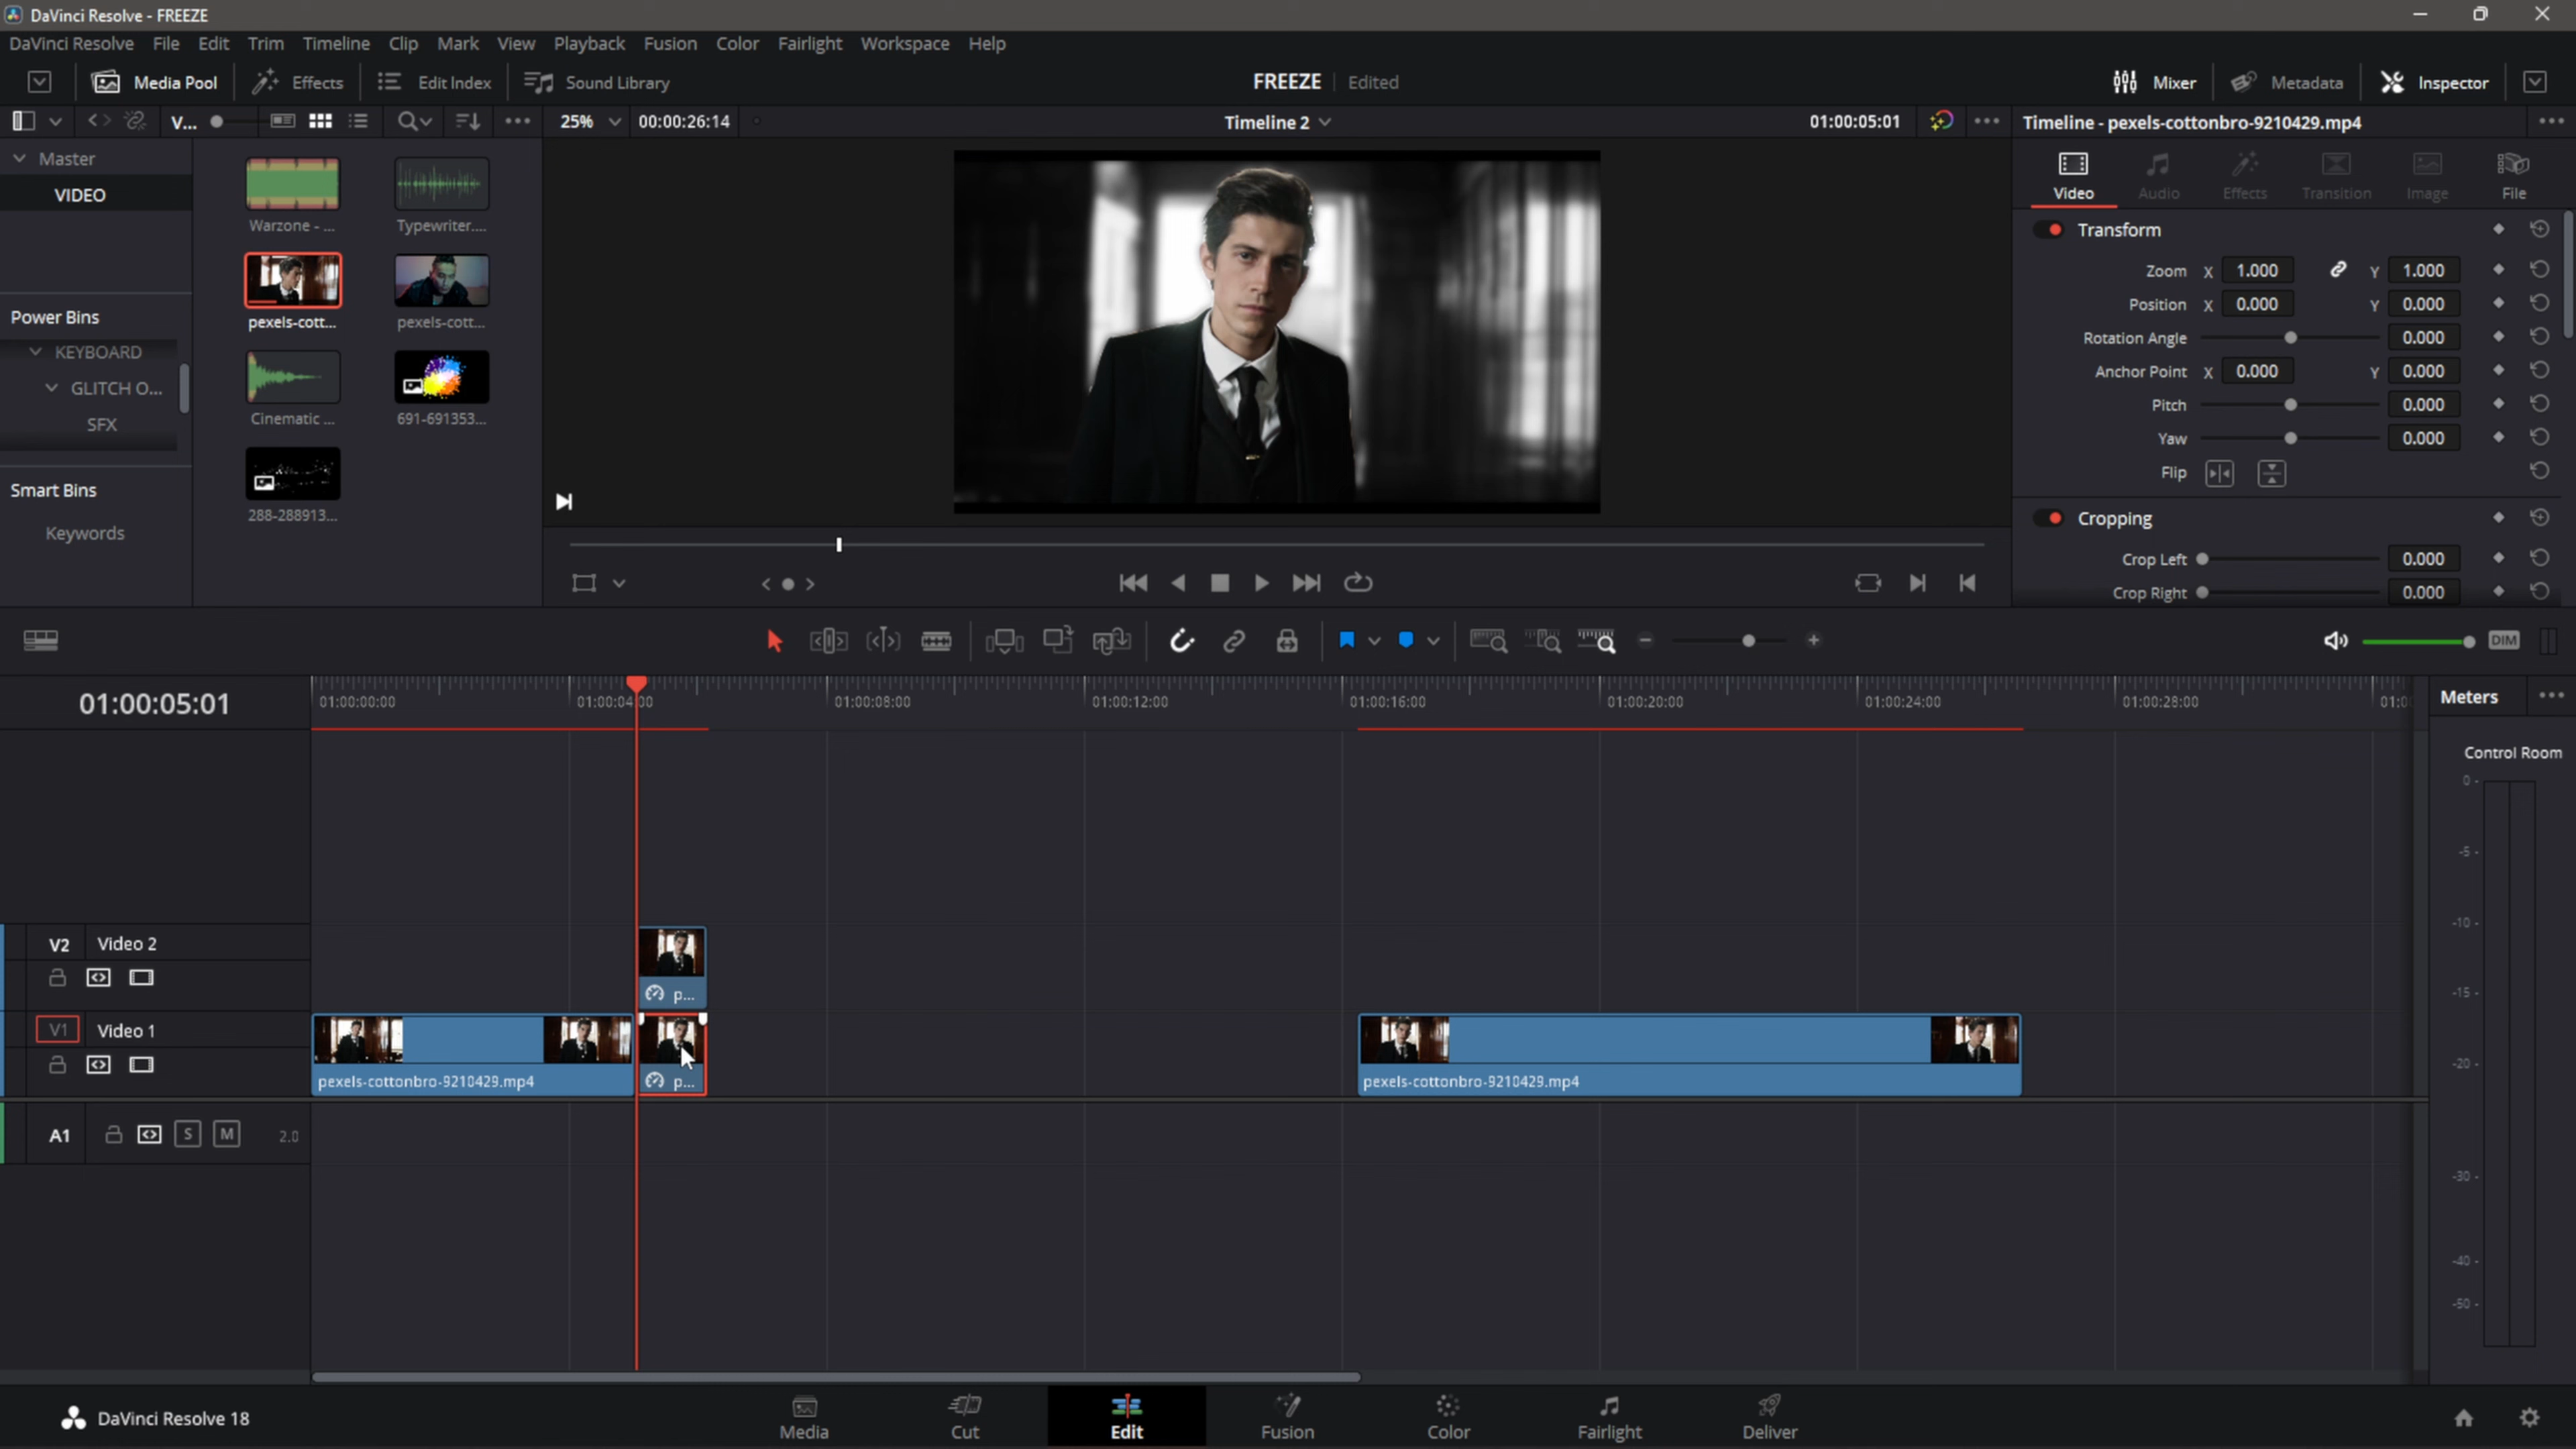 DaVinci Resolve - FREEZE
DaVinci Resolve File Edit Trim Timeline Clip Mark View Playback Fusion Color Fairlight Workspace Help
Media Pool Effects Edit Index Sound Library FREEZE Edited Mixer Metadata Inspector
V... 25% 00:00:26:14 Timeline 2 01:00:05:01 Timeline - pexels-cottonbro-9210429.mp4
Master
VIDEO
Power Bins
KEYBOARD
GLITCH O...
SFX
Smart Bins
Keywords
Warzone - ... Typewriter....
pexels-cott... pexels-cott...
Cinematic ... 691-691353...
288-288913...
Video Audio Effects Transition Image File
Transform
Zoom X 1.000 Y 1.000
Position X 0.000 Y 0.000
Rotation Angle 0.000
Anchor Point X 0.000 Y 0.000
Pitch 0.000
Yaw 0.000
Flip
Cropping
Crop Left 0.000
Crop Right 0.000
DIM
01:00:05:01 01:00:00:00 01:00:04:00 01:00:08:00 01:00:12:00 01:00:16:00 01:00:20:00 01:00:24:00 01:00:28:00 01:0
Meters
Control Room
0
-5
-10
-15
-20
-30
-40
-50
V2 Video 2
p...
V1 Video 1
pexels-cottonbro-9210429.mp4 p... pexels-cottonbro-9210429.mp4
A1 S M 2.0
DaVinci Resolve 18 Media Cut Edit Fusion Color Fairlight Deliver